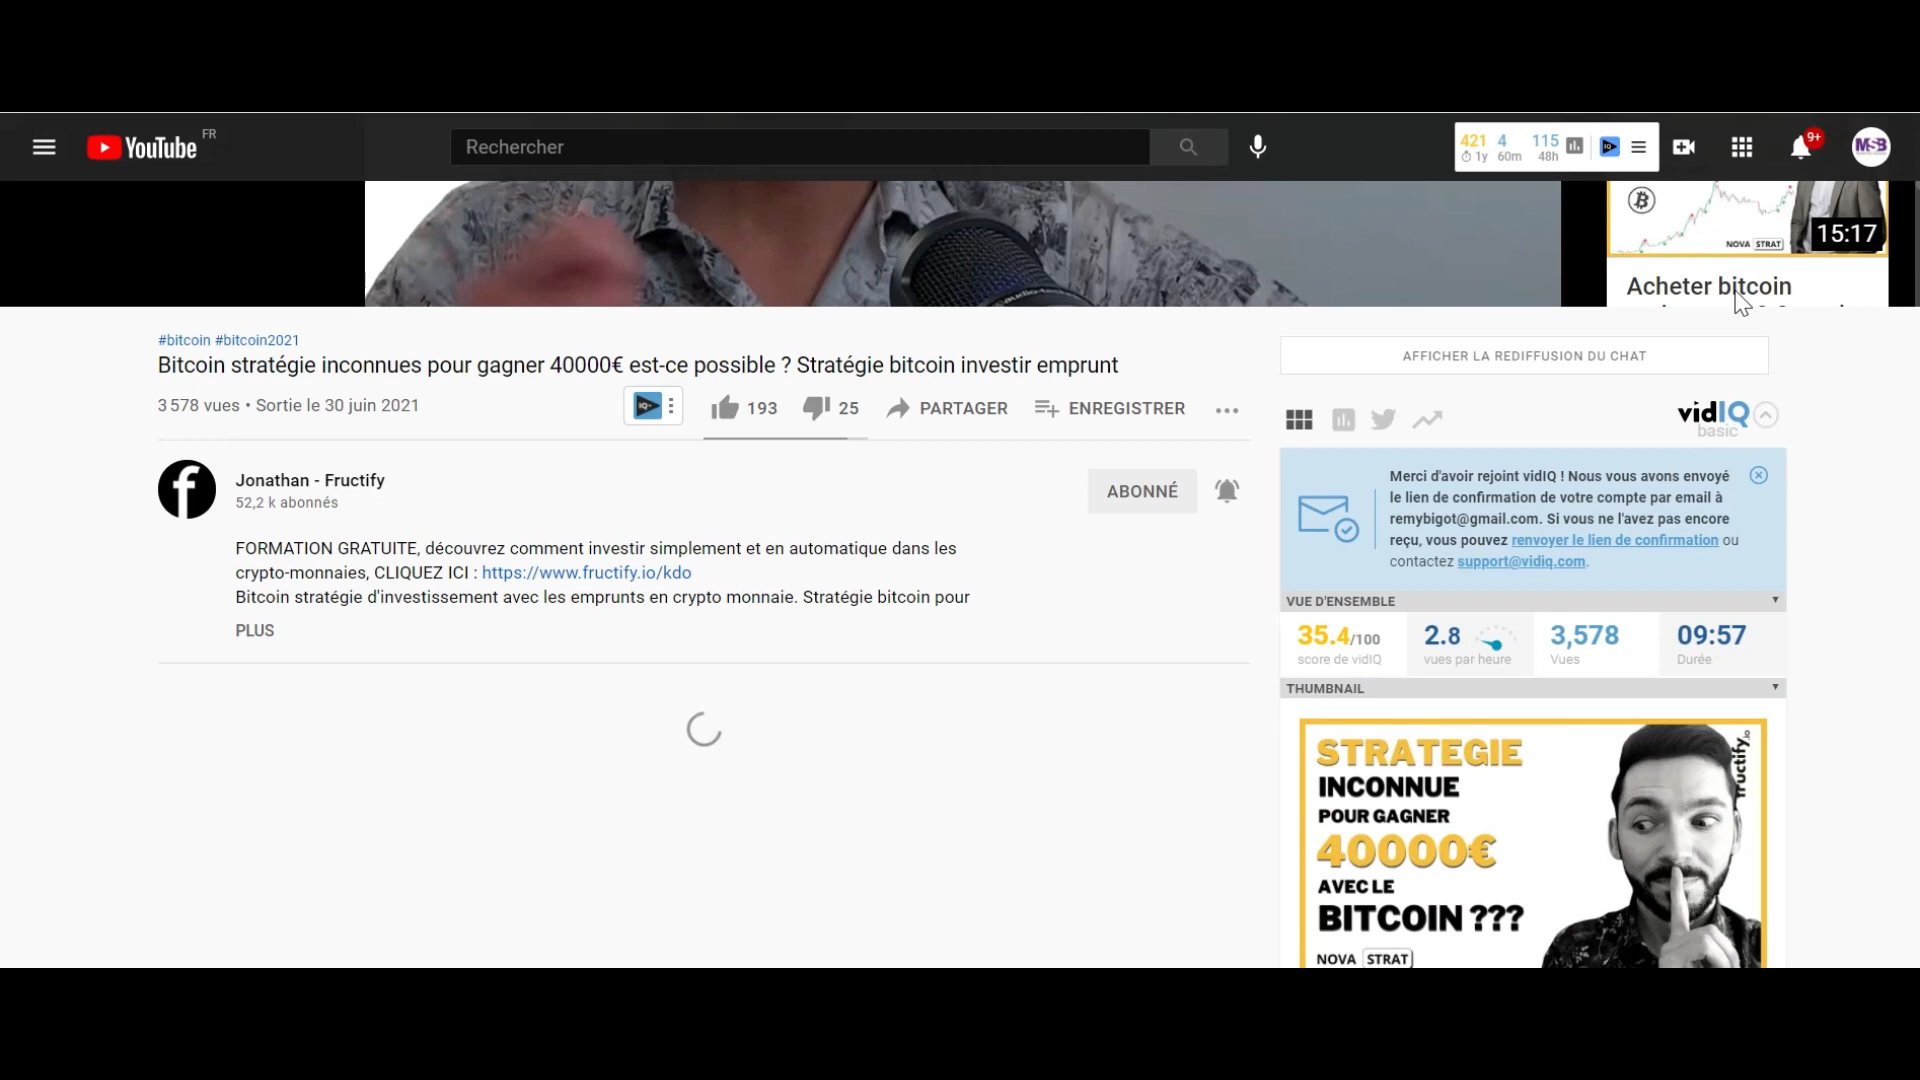 YouTube FR
Rechercher
421 4 115
1y 60m 48h
9+
MSB
NOVA STRAT
15:17
Acheter bitcoin
#bitcoin #bitcoin2021
Bitcoin stratégie inconnues pour gagner 40000€ est-ce possible ? Stratégie bitcoin investir emprunt
3 578 vues • Sortie le 30 juin 2021
193 25 PARTAGER ENREGISTRER
Jonathan - Fructify
52,2 k abonnés
ABONNÉ
FORMATION GRATUITE, découvrez comment investir simplement et en automatique dans les
crypto-monnaies, CLIQUEZ ICI : https://www.fructify.io/kdo
Bitcoin stratégie d'investissement avec les emprunts en crypto monnaie. Stratégie bitcoin pour
PLUS
AFFICHER LA REDIFFUSION DU CHAT
vidIQ
basic
Merci d'avoir rejoint vidIQ ! Nous vous avons envoyé
le lien de confirmation de votre compte par email à
remybigot@gmail.com. Si vous ne l'avez pas encore
reçu, vous pouvez renvoyer le lien de confirmation ou
contactez support@vidiq.com.
VUE D'ENSEMBLE
35.4/100 2.8 3,578 09:57
score de vidIQ vues par heure Vues Durée
THUMBNAIL
STRATEGIE
INCONNUE
POUR GAGNER
40000€
AVEC LE
BITCOIN ???
NOVA STRAT
fructify.io